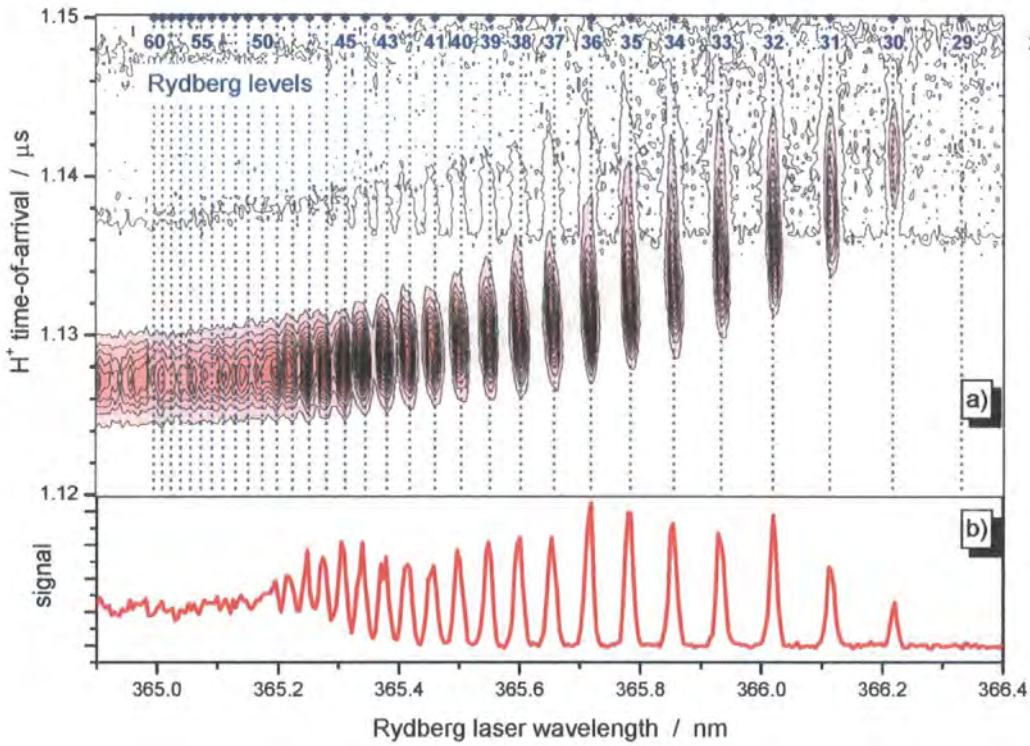 1.15
60 55 50 45 43 41 40 39 38 37 36 35 34 33 32 31 30 29
Rydberg levels
1.14
1.13
1.12
H⁺ time-of-arrival / μs
a)
b)
signal
365.0 365.2 365.4 365.6 365.8 366.0 366.2 366.4
Rydberg laser wavelength / nm